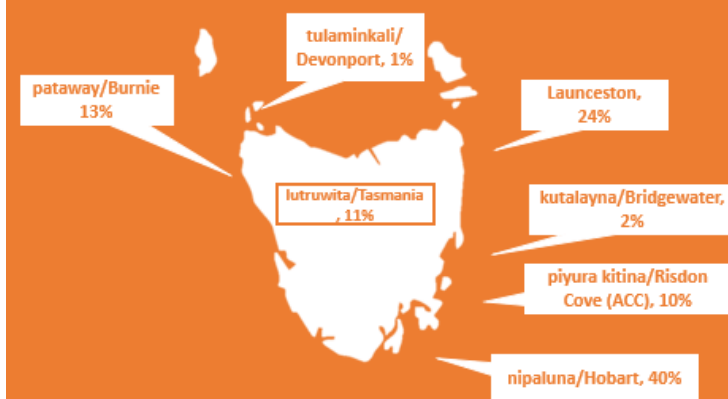 tulaminkali/
Devonport, 1%
pataway/Burnie
13%
Launceston,
24%
lutruwita/Tasmania
, 11%
kutalayna/Bridgewater,
2%
piyura kitina/Risdon
Cove (ACC), 10%
nipaluna/Hobart, 40%